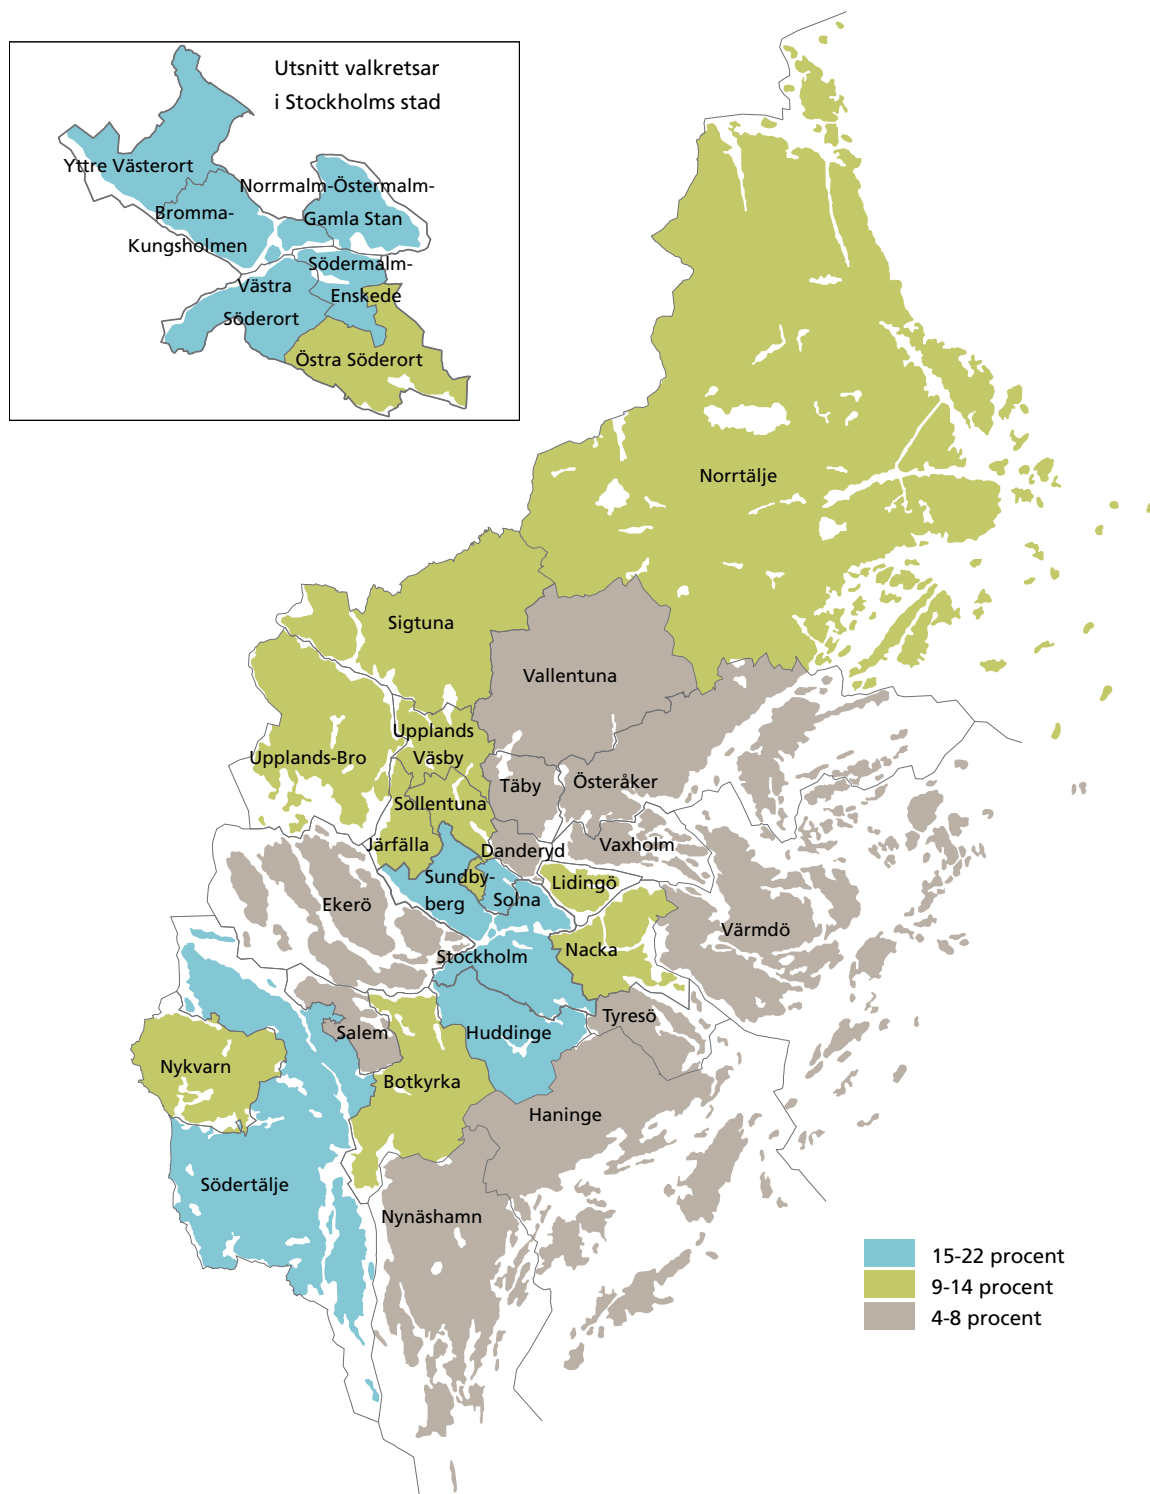 Utsnitt valkretsar
i Stockholms stad
Yttre Västerort
Norrmalm-Östermalm-
Gamla Stan
Bromma-
Kungsholmen
Södermalm-
Enskede
Västra
Söderort
Östra Söderort
Norrtälje
Sigtuna
Vallentuna
Upplands
Väsby
Upplands-Bro
Täby
Österåker
Sollentuna
Järfälla
Danderyd
Vaxholm
Sundby-
berg
Lidingö
Solna
Ekerö
Värmdö
Stockholm
Nacka
Salem
Huddinge
Tyresö
Nykvarn
Botkyrka
Haninge
Södertälje
Nynäshamn
15-22 procent
9-14 procent
4-8 procent